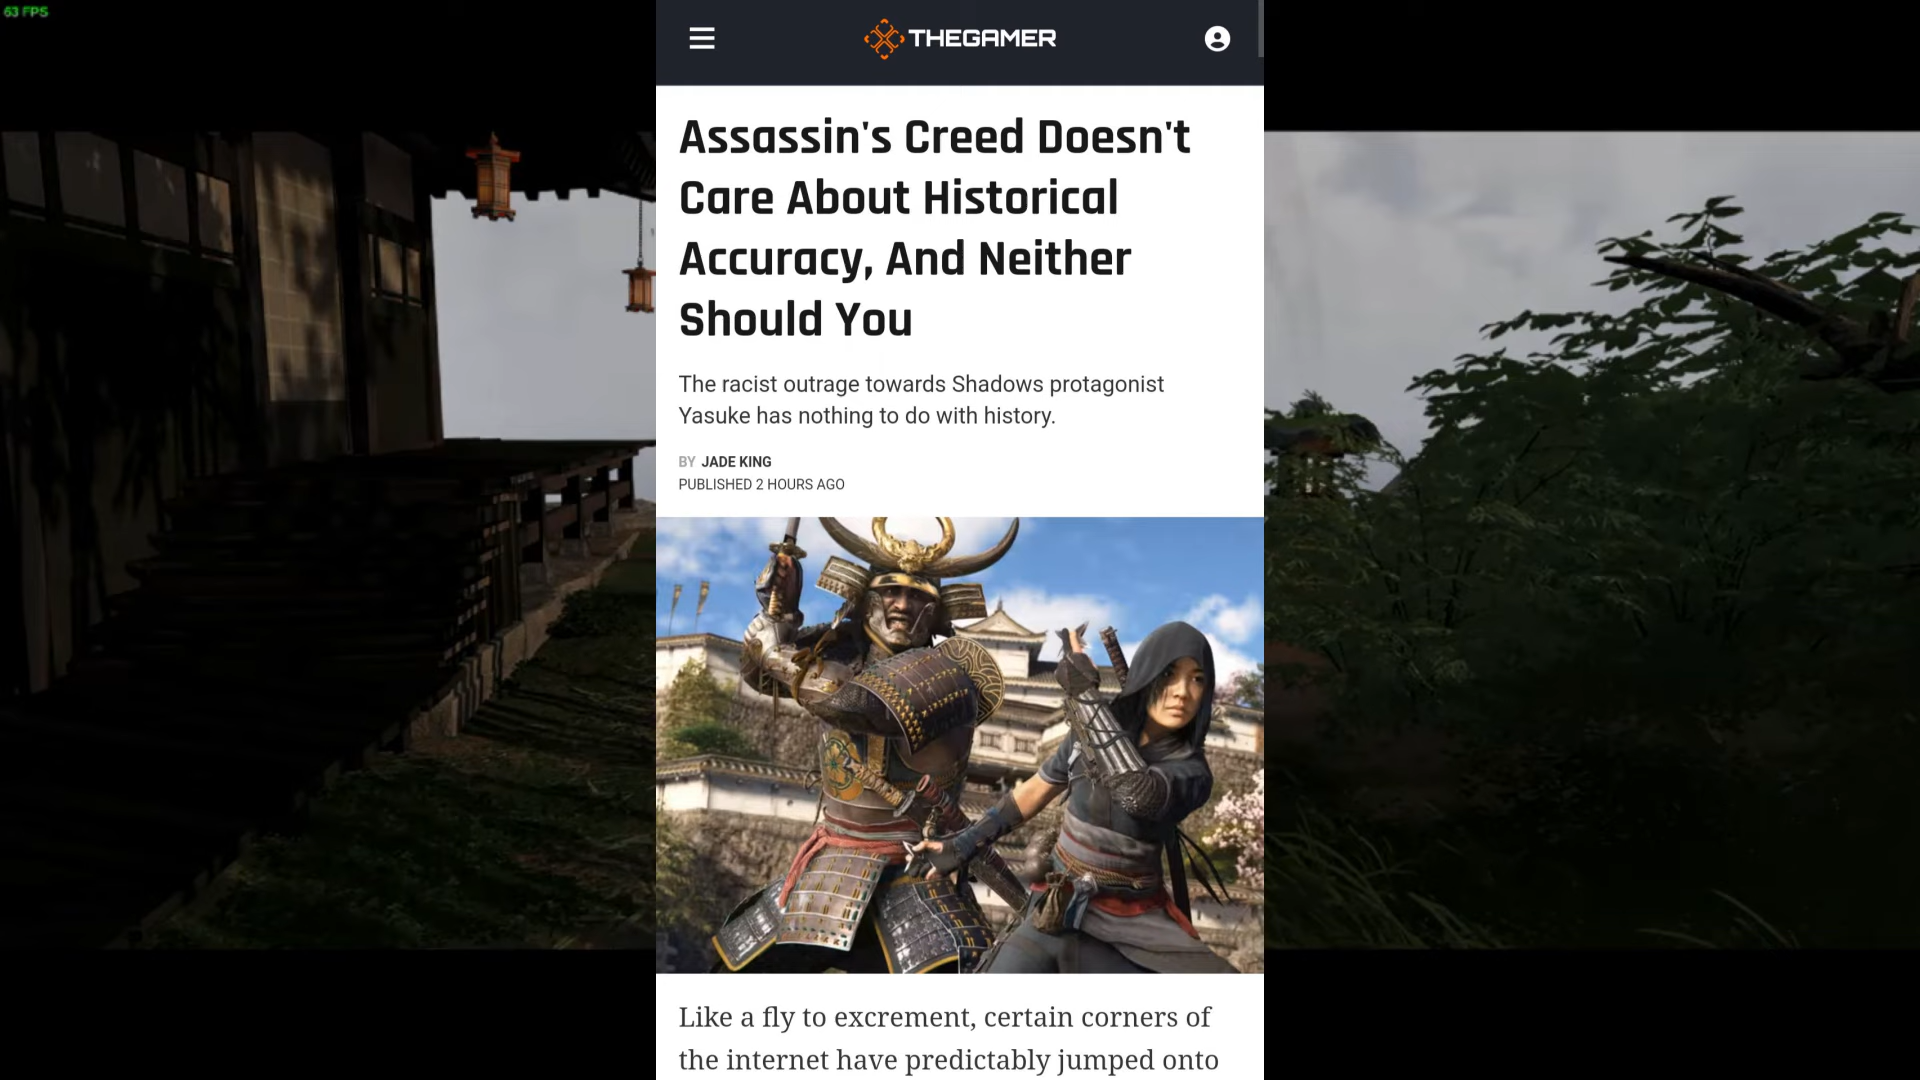 63 FPS
THEGAMER
Assassin's Creed Doesn't
Care About Historical
Accuracy, And Neither
Should You
The racist outrage towards Shadows protagonist
Yasuke has nothing to do with history.
BY JADE KING
PUBLISHED 2 HOURS AGO
Like a fly to excrement, certain corners of
the internet have predictably jumped onto